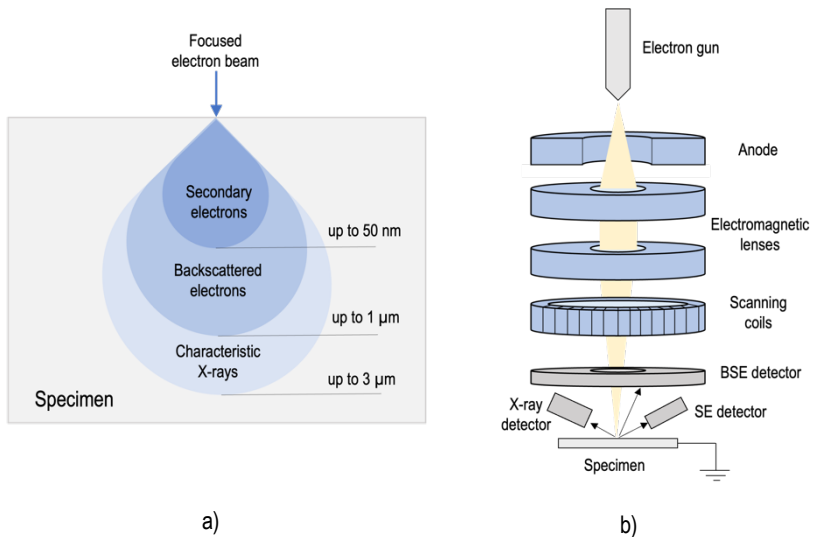 Focused
electron beam
Secondary
electrons
up to 50 nm
Backscattered
electrons
up to 1 µm
Characteristic
X-rays
up to 3 µm
Specimen
a)
Electron gun
Anode
Electromagnetic
lenses
Scanning
coils
BSE detector
X-ray
detector
SE detector
Specimen
b)